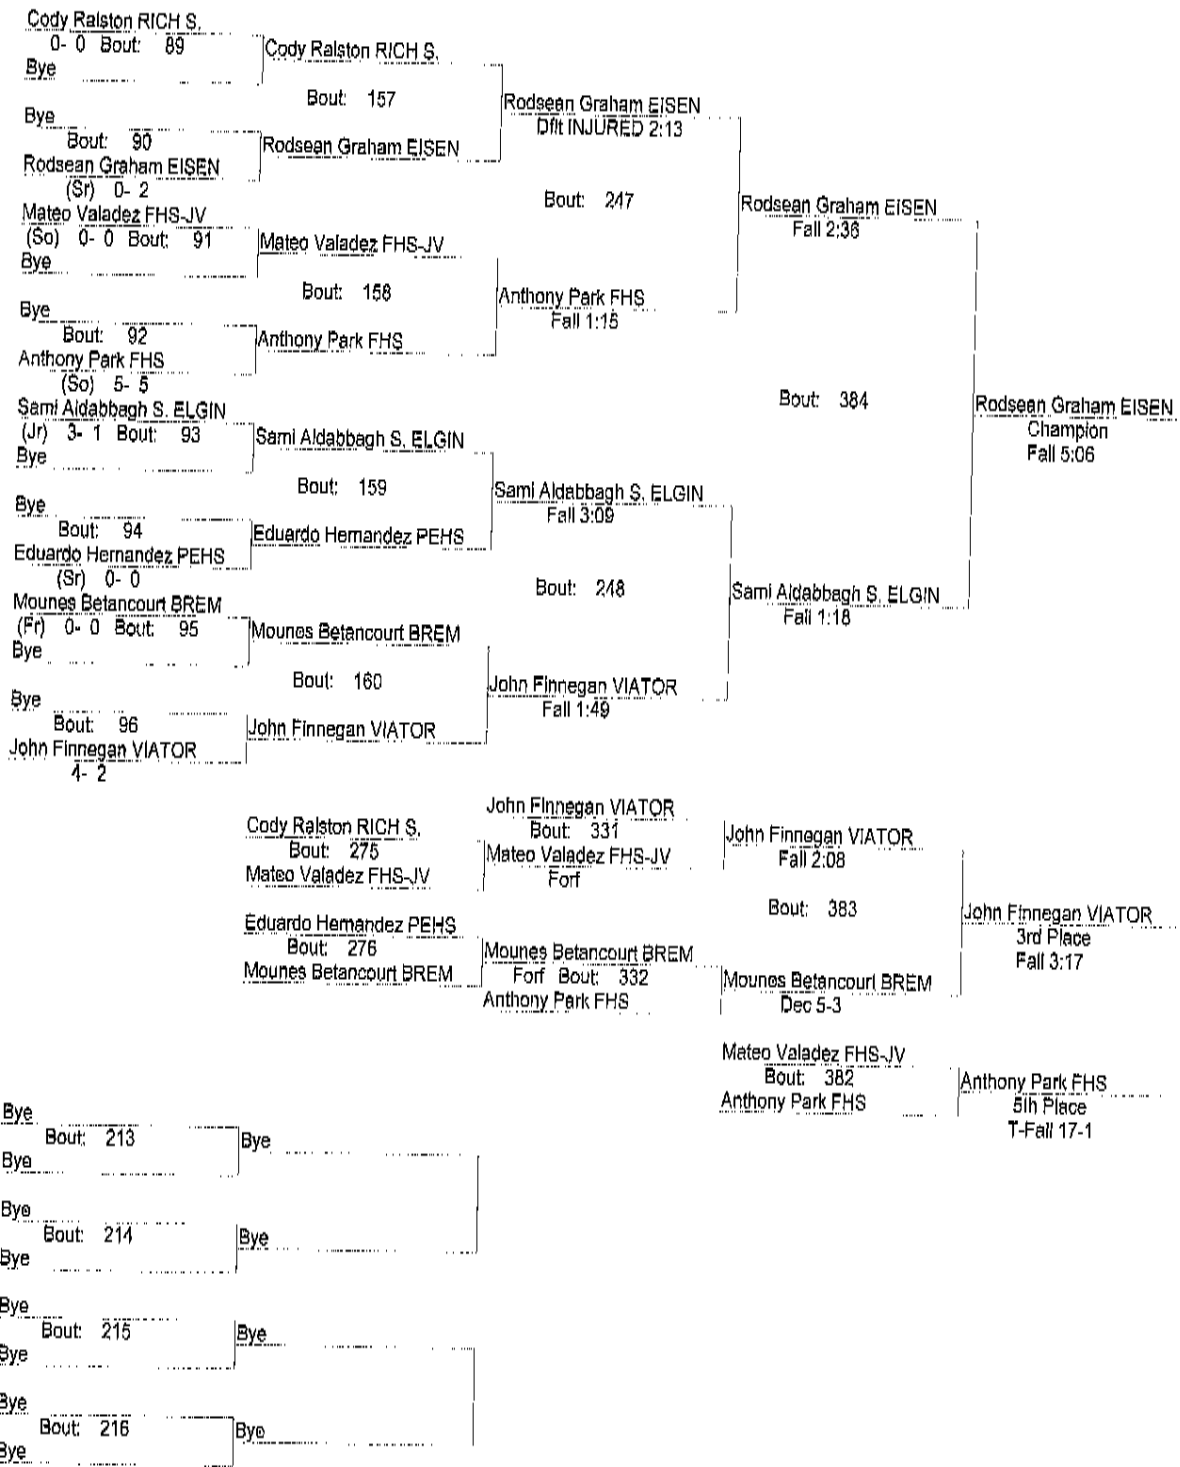 Cody Ralston RICH S.
0- 0 Bout: 89
Bye
Cody Ralston RICH S.
Bout: 157
Bye
Bout: 90
Rodsean Graham EISEN
(Sr) 0- 2
Rodsean Graham EISEN
Rodsean Graham EISEN
Dflt INJURED 2:13
Bout: 247
Mateo Valadez FHS-JV
(So) 0- 0 Bout: 91
Bye
Mateo Valadez FHS-JV
Bout: 158
Bye
Bout: 92
Anthony Park FHS
(So) 5- 5
Anthony Park FHS
Anthony Park FHS
Fall 1:15
Rodsean Graham EISEN
Fall 2:36
Bout: 384
Rodsean Graham EISEN
Champion
Fall 5:06
Sami Aldabbagh S. ELGIN
(Jr) 3- 1 Bout: 93
Bye
Sami Aldabbagh S. ELGIN
Bout: 159
Bye
Bout: 94
Eduardo Hernandez PEHS
(Sr) 0- 0
Eduardo Hernandez PEHS
Sami Aldabbagh S. ELGIN
Fall 3:09
Bout: 248
Mounes Betancourt BREM
(Fr) 0- 0 Bout: 95
Bye
Mounes Betancourt BREM
Bout: 160
Bye
Bout: 96
John Finnegan VIATOR
4- 2
John Finnegan VIATOR
John Finnegan VIATOR
Fall 1:49
Sami Aldabbagh S. ELGIN
Fall 1:18
Cody Ralston RICH S.
Bout: 275
Mateo Valadez FHS-JV
John Finnegan VIATOR
Bout: 331
Mateo Valadez FHS-JV
Forf
John Finnegan VIATOR
Fall 2:08
Bout: 383
John Finnegan VIATOR
3rd Place
Fall 3:17
Eduardo Hernandez PEHS
Bout: 276
Mounes Betancourt BREM
Mounes Betancourt BREM
Forf Bout: 332
Anthony Park FHS
Mounes Betancourt BREM
Dec 5-3
Mateo Valadez FHS-JV
Bout: 382
Anthony Park FHS
Anthony Park FHS
5th Place
T-Fall 17-1
Bye
Bout: 213
Bye
Bye
Bye
Bout: 214
Bye
Bye
Bye
Bout: 215
Bye
Bye
Bye
Bout: 216
Bye
Bye